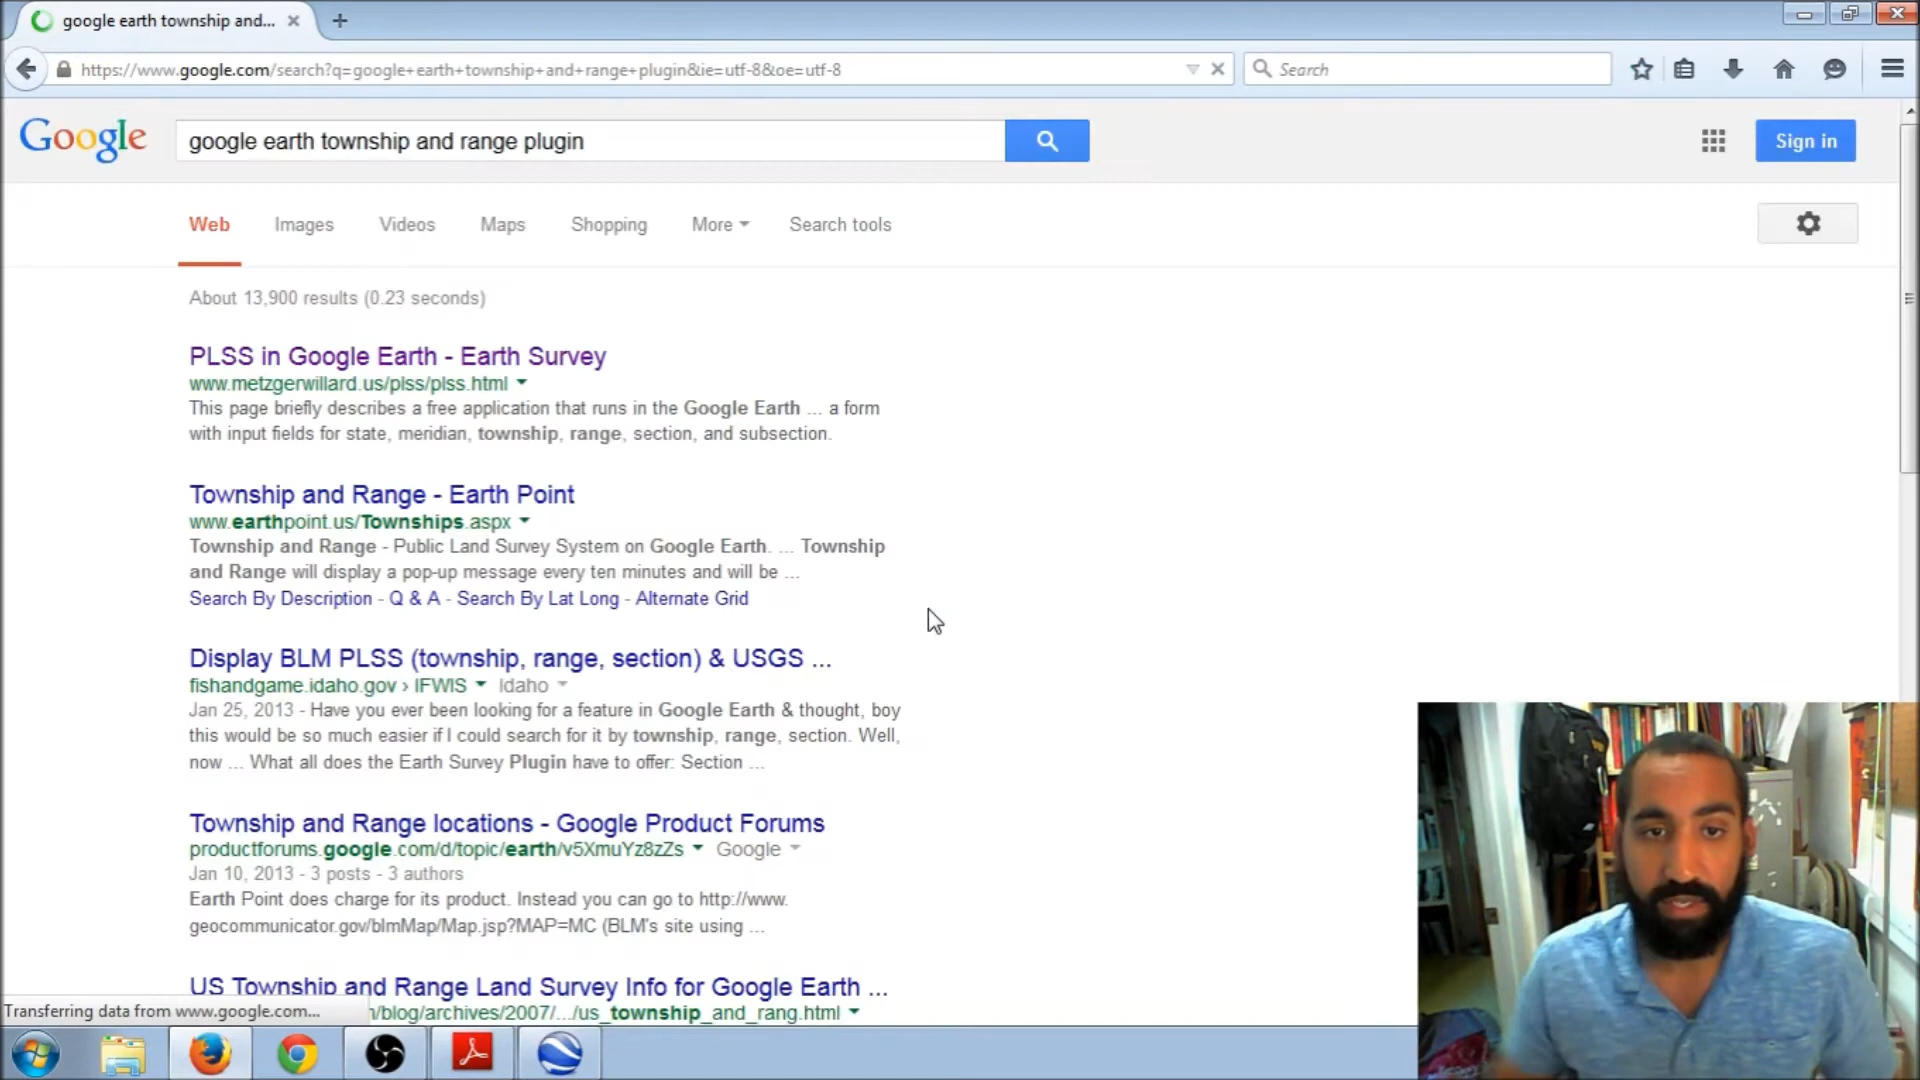 google earth township and...
https://www.google.com/search?q=google+earth+township+and+range+plugin&ie=utf-8&oe=utf-8
Search
Google
google earth township and range plugin
Sign in
Web Images Videos Maps Shopping More Search tools
About 13,900 results (0.23 seconds)
PLSS in Google Earth - Earth Survey
www.metzgerwillard.us/plss/plss.html
This page briefly describes a free application that runs in the Google Earth ... a form
with input fields for state, meridian, township, range, section, and subsection.
Township and Range - Earth Point
www.earthpoint.us/Townships.aspx
Township and Range - Public Land Survey System on Google Earth. ... Township
and Range will display a pop-up message every ten minutes and will be ...
Search By Description - Q & A - Search By Lat Long - Alternate Grid
Display BLM PLSS (township, range, section) & USGS ...
fishandgame.idaho.gov › IFWIS Idaho
Jan 25, 2013 - Have you ever been looking for a feature in Google Earth & thought, boy
this would be so much easier if I could search for it by township, range, section. Well,
now ... What all does the Earth Survey Plugin have to offer: Section ...
Township and Range locations - Google Product Forums
productforums.google.com/d/topic/earth/v5XmuYz8zZs Google
Jan 10, 2013 - 3 posts - 3 authors
Earth Point does charge for its product. Instead you can go to http://www.
geocommunicator.gov/blmMap/Map.jsp?MAP=MC (BLM's site using ...
US Township and Range Land Survey Info for Google Earth ...
Transferring data from www.google.com...
/blog/archives/2007/.../us_township_and_rang.html